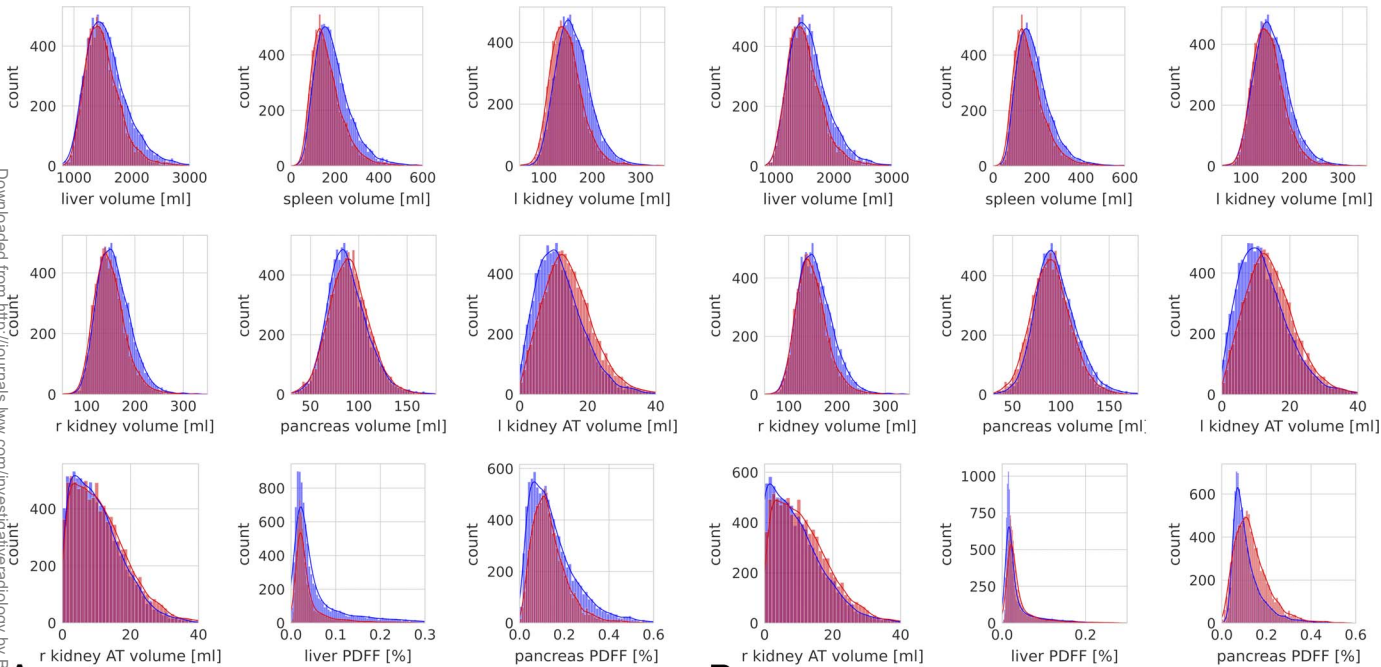 400
200
0
count
1000 2000 3000
liver volume [ml]
400
200
0
count
0 200 400 600
spleen volume [ml]
400
200
0
count
100 200 300
l kidney volume [ml]
400
200
0
count
1000 2000 3000
liver volume [ml]
400
200
0
count
0 200 400 600
spleen volume [ml]
400
200
0
count
100 200 300
l kidney volume [ml]
400
200
0
count
100 200 300
r kidney volume [ml]
400
200
0
count
50 100 150
pancreas volume [ml]
400
200
0
count
0 20 40
l kidney AT volume [ml]
400
200
0
count
100 200 300
r kidney volume [ml]
400
200
0
count
50 100 150
pancreas volume [ml]
400
200
0
count
0 20 40
l kidney AT volume [ml]
400
200
0
count
0 20 40
r kidney AT volume [ml]
800
600
400
200
0
count
0.0 0.1 0.2 0.3
liver PDFF [%]
600
400
200
0
count
0.0 0.2 0.4 0.6
pancreas PDFF [%]
600
400
200
0
count
0 20 40
r kidney AT volume [ml]
1000
750
500
250
0
count
0.0 0.2
liver PDFF [%]
600
400
200
0
count
0.0 0.2 0.4 0.6
pancreas PDFF [%]
Downloaded from http://journals.lww.com/investigativeradiology by